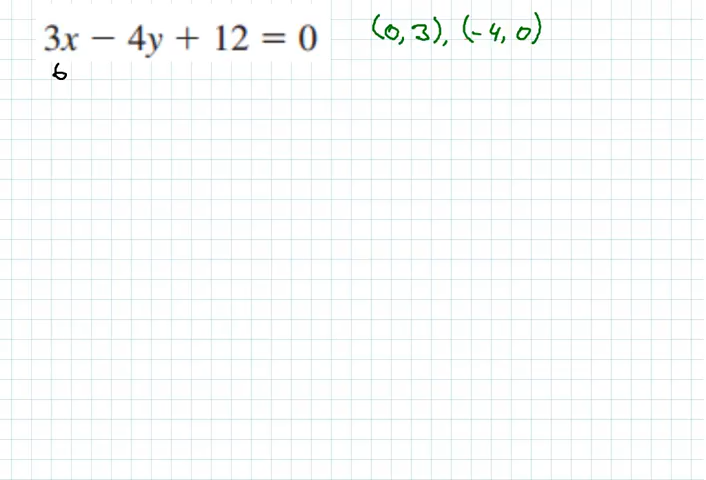 3x − 4y + 12 = 0 (0, 3), (-4, 0)
6